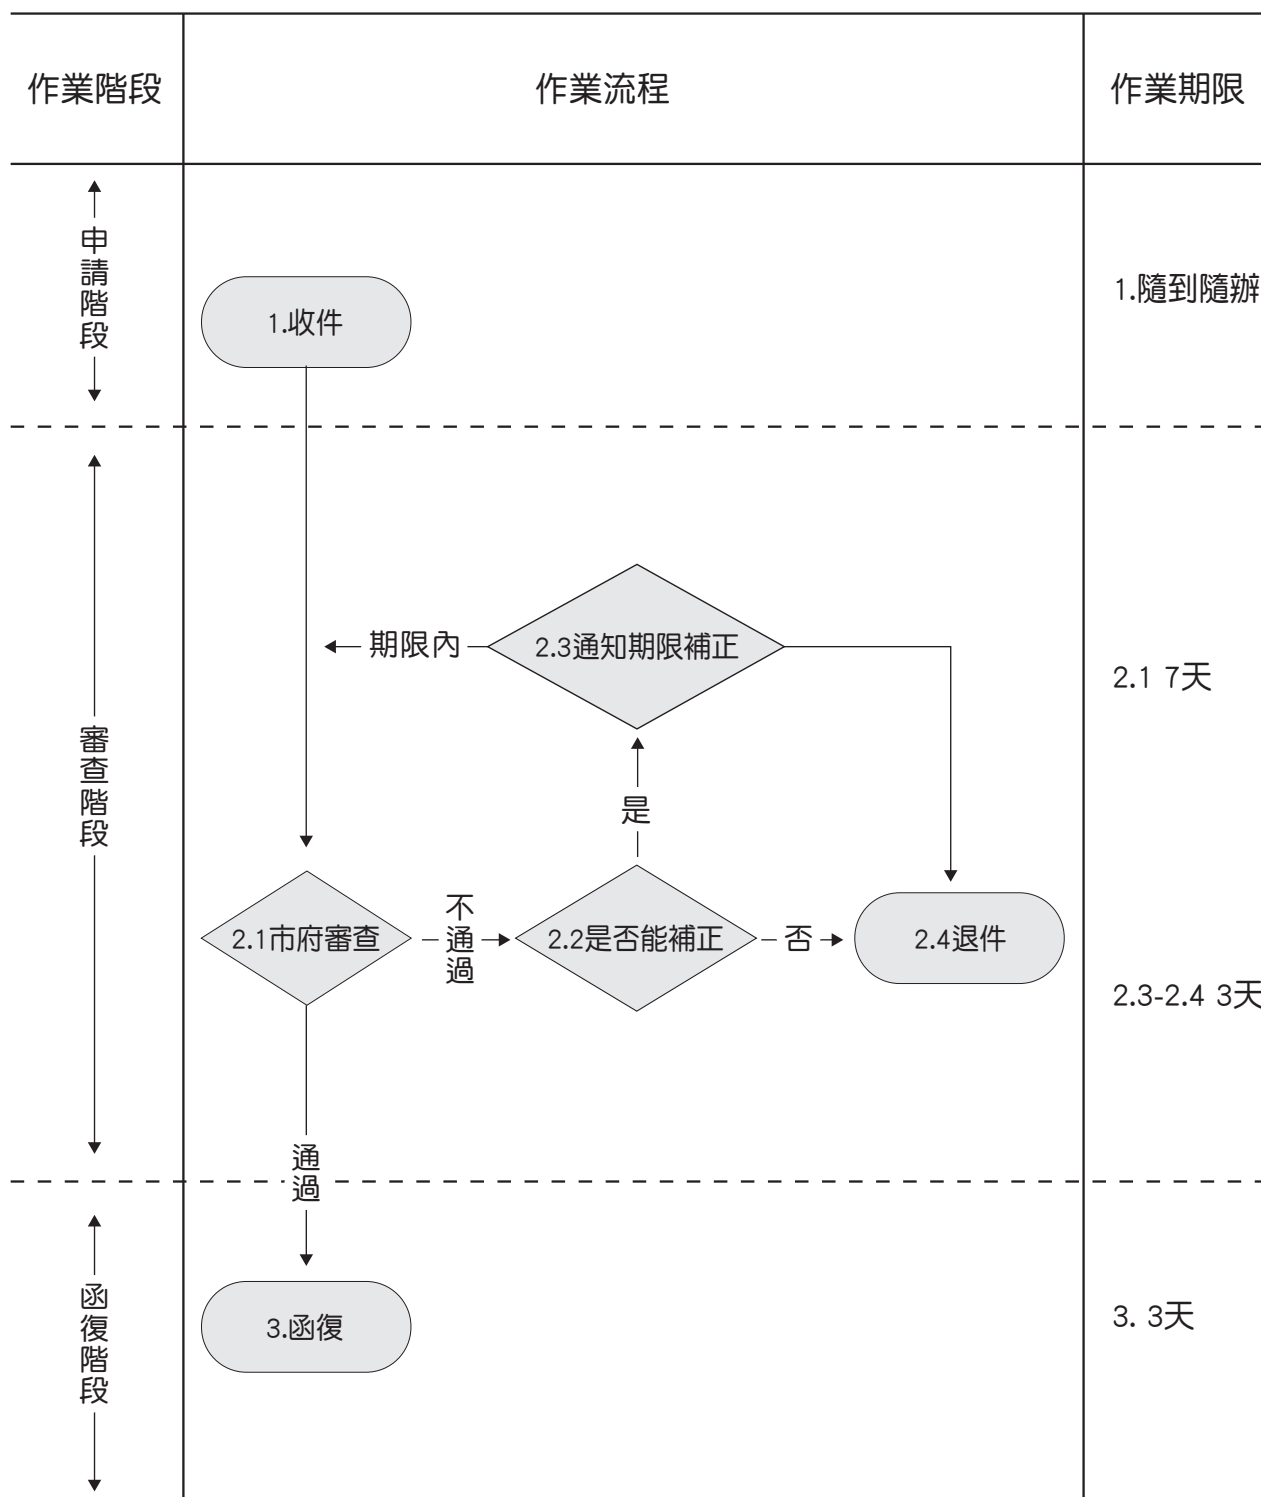 作業階段
作業流程
作業期限
申請階段
1.收件
1.隨到隨辦
審查階段
期限內
2.3通知期限補正
2.1 7天
是
2.1市府審查
不通過
2.2是否能補正
否
2.4退件
2.3-2.4 3天
通過
函復階段
3.函復
3. 3天